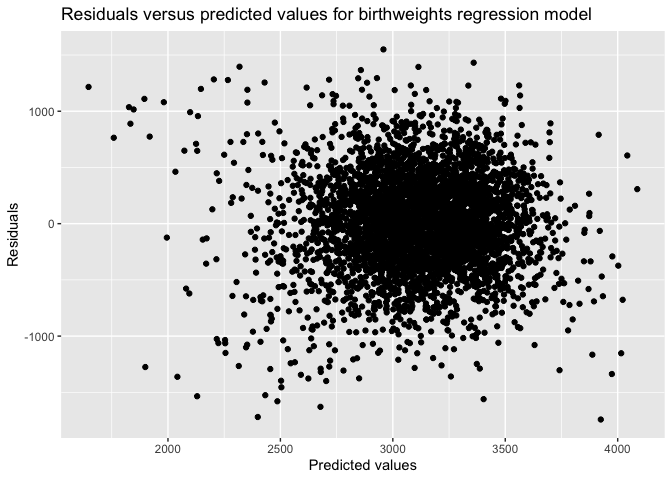 Residuals versus predicted values for birthweights regression model
1000
0
-1000
Residuals
2000 2500 3000 3500 4000
Predicted values